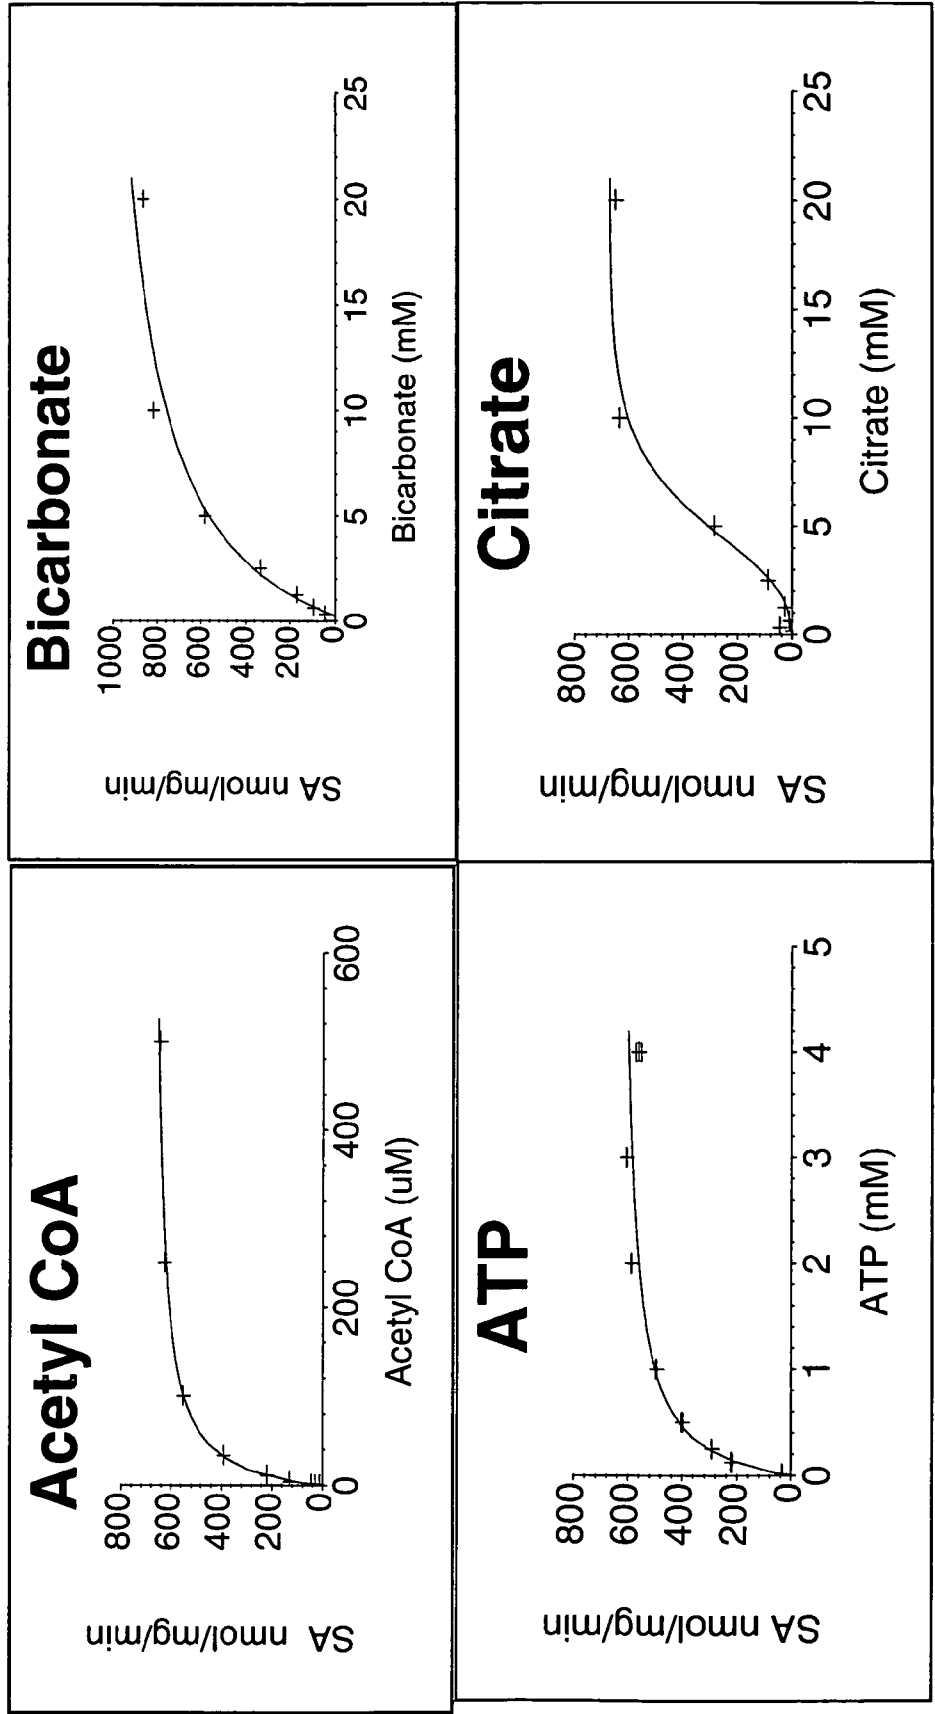 Acetyl CoA
SA nmol/mg/min
800
600
400
200
0
0 200 400 600
Acetyl CoA (uM)
Bicarbonate
SA nmol/mg/min
1000
800
600
400
200
0
0 5 10 15 20 25
Bicarbonate (mM)
ATP
SA nmol/mg/min
800
600
400
200
0
0 1 2 3 4 5
ATP (mM)
Citrate
SA nmol/mg/min
800
600
400
200
0
0 5 10 15 20 25
Citrate (mM)